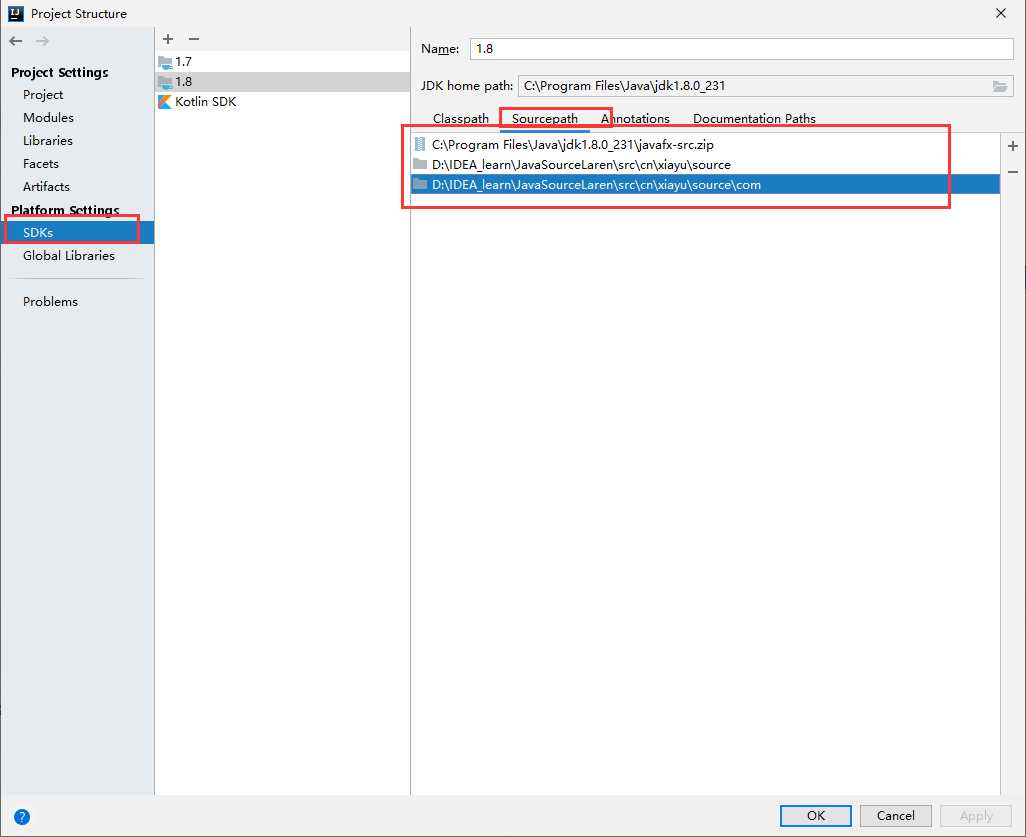 Project Structure
Project Settings
Project
Modules
Libraries
Facets
Artifacts
Platform Settings
SDKs
Global Libraries
Problems
1.7
1.8
Kotlin SDK
Name: 1.8
JDK home path: C:\Program Files\Java\jdk1.8.0_231
Classpath Sourcepath Annotations Documentation Paths
C:\Program Files\Java\jdk1.8.0_231\javafx-src.zip
D:\IDEA_learn\JavaSourceLaren\src\cn\xiayu\source
D:\IDEA_learn\JavaSourceLaren\src\cn\xiayu\source\com
OK Cancel Apply